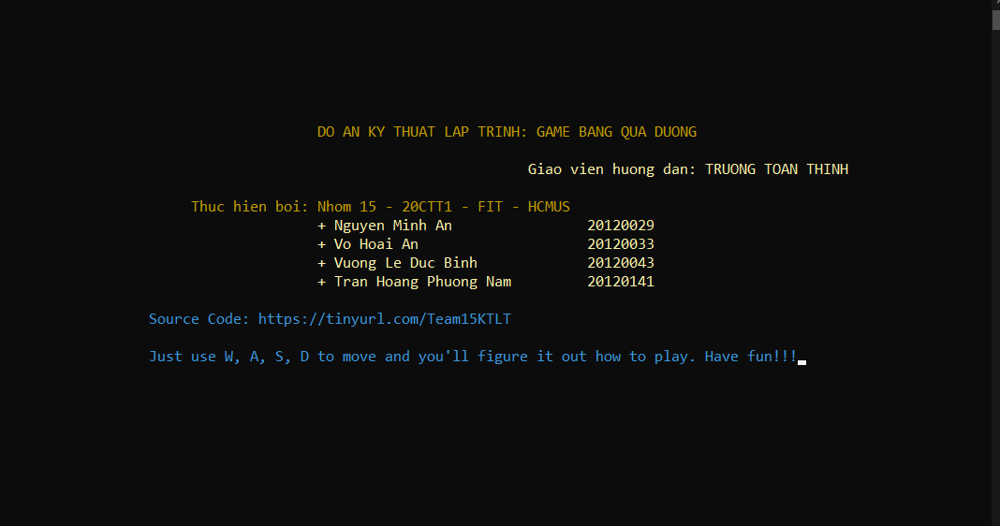 DO AN KY THUAT LAP TRINH: GAME BANG QUA DUONG
Giao vien huong dan: TRUONG TOAN THINH
Thuc hien boi: Nhom 15 - 20CTT1 - FIT - HCMUS
+ Nguyen Minh An 20120029
+ Vo Hoai An 20120033
+ Vuong Le Duc Binh 20120043
+ Tran Hoang Phuong Nam 20120141
Source Code: https://tinyurl.com/Team15KTLT
Just use W, A, S, D to move and you'll figure it out how to play. Have fun!!!